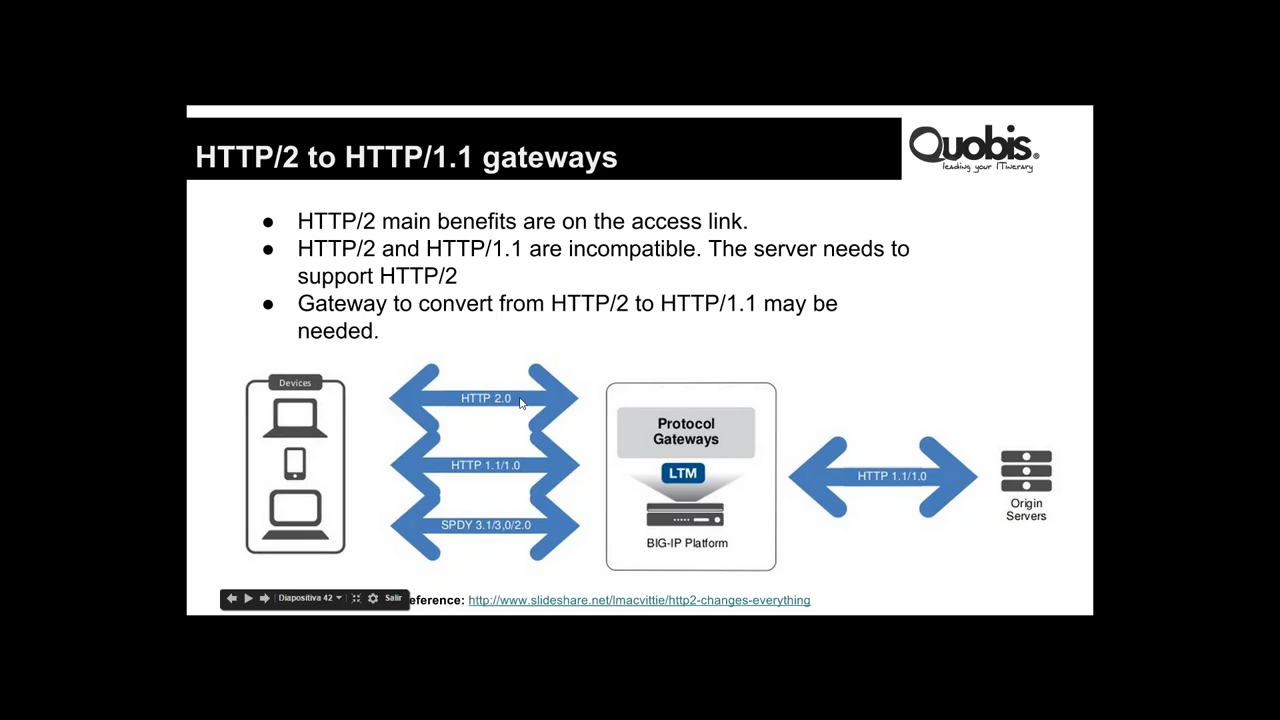 HTTP/2 to HTTP/1.1 gateways
Quobis®
leading your ITinerary
● HTTP/2 main benefits are on the access link.
● HTTP/2 and HTTP/1.1 are incompatible. The server needs to
support HTTP/2
● Gateway to convert from HTTP/2 to HTTP/1.1 may be
needed.
Devices
HTTP 2.0
HTTP 1.1/1.0
SPDY 3.1/3,0/2.0
Protocol
Gateways
LTM
BIG-IP Platform
HTTP 1.1/1.0
Origin
Servers
Diapositiva 42
Salir
eference: http://www.slideshare.net/lmacvittie/http2-changes-everything